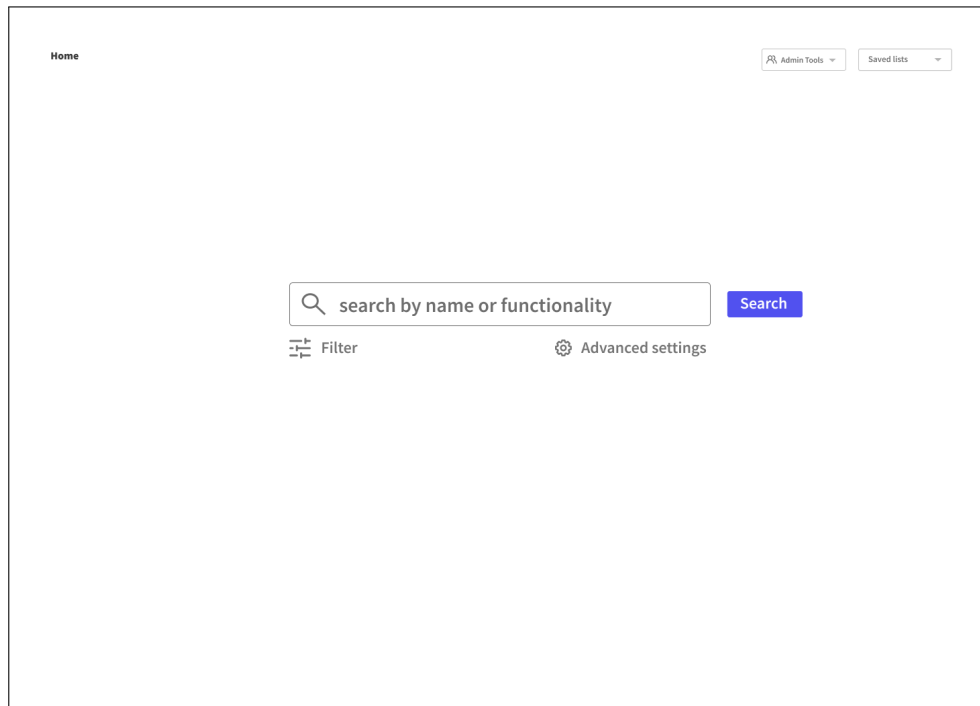 Home
Admin Tools
Saved lists
search by name or functionality
Search
Filter
Advanced settings